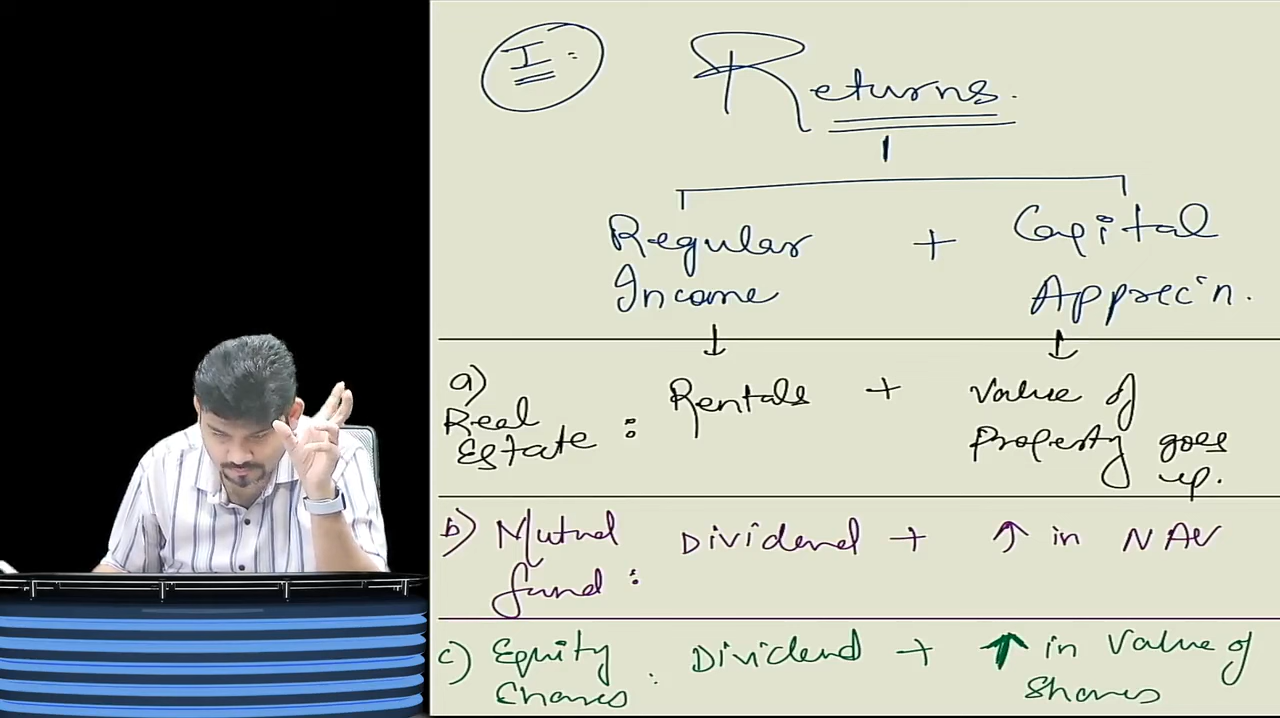 I :
Returns.
Regular + Capital
Income Apprec'n.
a)
Real Estate : Rentals + Value of
Property goes
up.
b) Mutual Dividend + ↑ in NAV
fund :
c) Equity : Dividend + ↑ in Value of
Shares Shares